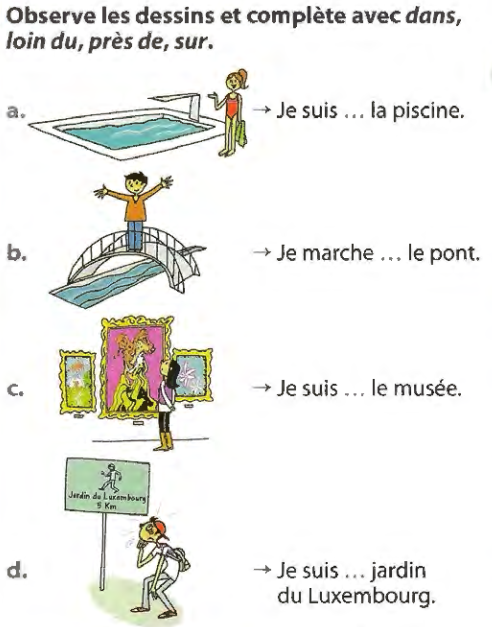 Observe les dessins et complète avec dans,
loin du, près de, sur.
a.
→ Je suis ... la piscine.
b.
→ Je marche ... le pont.
c.
→ Je suis ... le musée.
Jardin du Luxembourg
5 Km
d.
→ Je suis ... jardin
du Luxembourg.